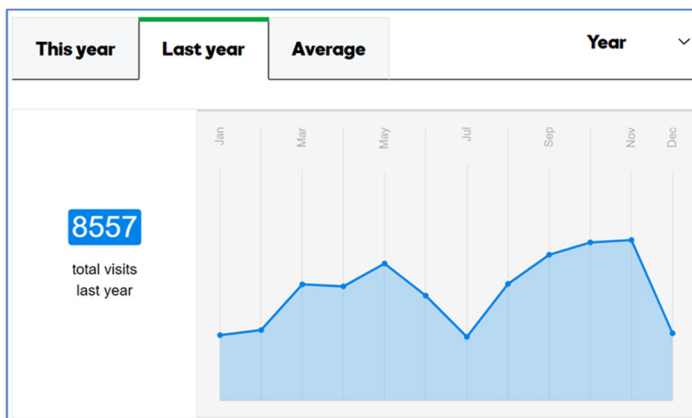 This year
Last year
Average
Year
Jan
Mar
May
Jul
Sep
Nov
Dec
8557
total visits
last year